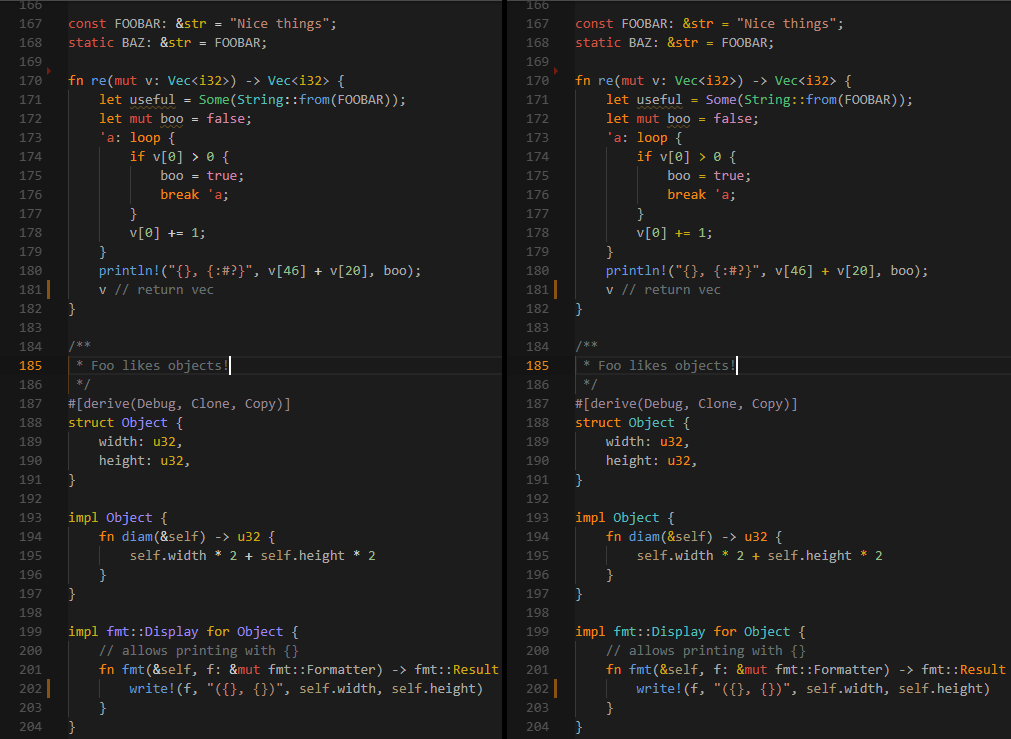 166
167 const FOOBAR: &str = "Nice things";
168 static BAZ: &str = FOOBAR;
169
170 fn re(mut v: Vec<i32>) -> Vec<i32> {
171     let useful = Some(String::from(FOOBAR));
172     let mut boo = false;
173     'a: loop {
174         if v[0] > 0 {
175             boo = true;
176             break 'a;
177         }
178         v[0] += 1;
179     }
180     println!("{}, {:#?}", v[46] + v[20], boo);
181     v // return vec
182 }
183
184 /**
185  * Foo likes objects!
186  */
187 #[derive(Debug, Clone, Copy)]
188 struct Object {
189     width: u32,
190     height: u32,
191 }
192
193 impl Object {
194     fn diam(&self) -> u32 {
195         self.width * 2 + self.height * 2
196     }
197 }
198
199 impl fmt::Display for Object {
200     // allows printing with {}
201     fn fmt(&self, f: &mut fmt::Formatter) -> fmt::Result
202         write!(f, "({}, {})", self.width, self.height)
203     }
204 }
166
167 const FOOBAR: &str = "Nice things";
168 static BAZ: &str = FOOBAR;
169
170 fn re(mut v: Vec<i32>) -> Vec<i32> {
171     let useful = Some(String::from(FOOBAR));
172     let mut boo = false;
173     'a: loop {
174         if v[0] > 0 {
175             boo = true;
176             break 'a;
177         }
178         v[0] += 1;
179     }
180     println!("{}, {:#?}", v[46] + v[20], boo);
181     v // return vec
182 }
183
184 /**
185  * Foo likes objects!
186  */
187 #[derive(Debug, Clone, Copy)]
188 struct Object {
189     width: u32,
190     height: u32,
191 }
192
193 impl Object {
194     fn diam(&self) -> u32 {
195         self.width * 2 + self.height * 2
196     }
197 }
198
199 impl fmt::Display for Object {
200     // allows printing with {}
201     fn fmt(&self, f: &mut fmt::Formatter) -> fmt::Result
202         write!(f, "({}, {})", self.width, self.height)
203     }
204 }